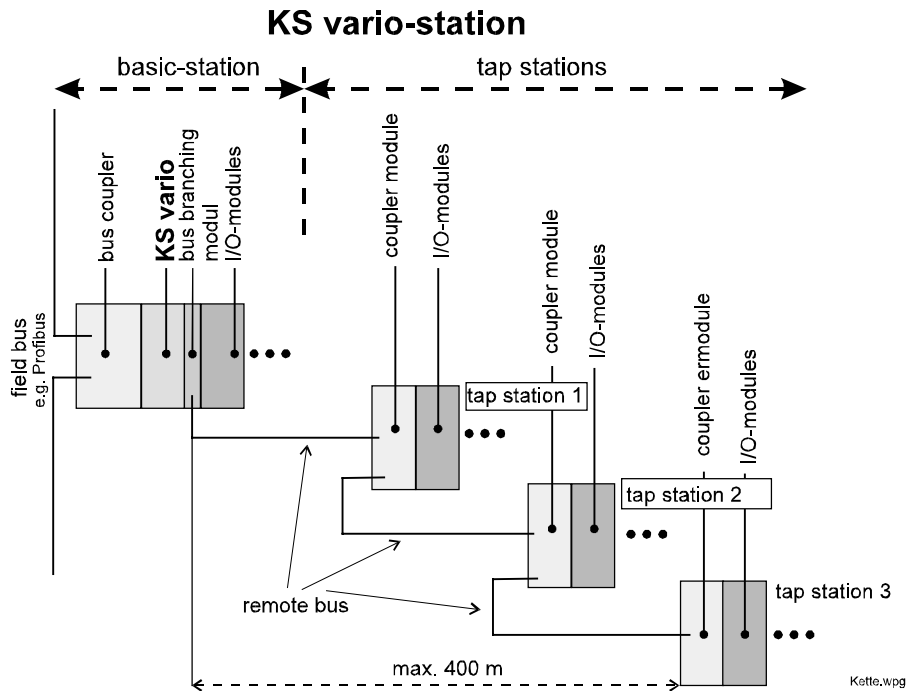 KS vario-station
basic-station
tap stations
bus coupler
KS vario
bus branching
modul
I/O-modules
coupler module
I/O-modules
coupler module
I/O-modules
coupler ermodule
I/O-modules
field bus
e.g. Profibus
tap station 1
tap station 2
tap station 3
remote bus
max. 400 m
Kette.wpg